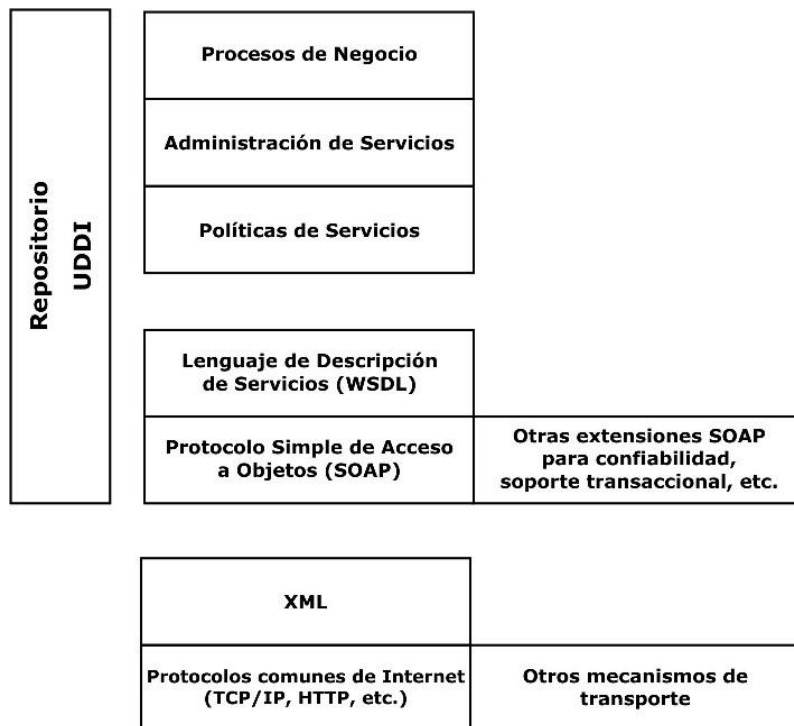 Repositorio
UDDI
Procesos de Negocio
Administración de Servicios
Políticas de Servicios
Lenguaje de Descripción
de Servicios (WSDL)
Protocolo Simple de Acceso
a Objetos (SOAP)
Otras extensiones SOAP
para confiabilidad,
soporte transaccional, etc.
XML
Protocolos comunes de Internet
(TCP/IP, HTTP, etc.)
Otros mecanismos de
transporte